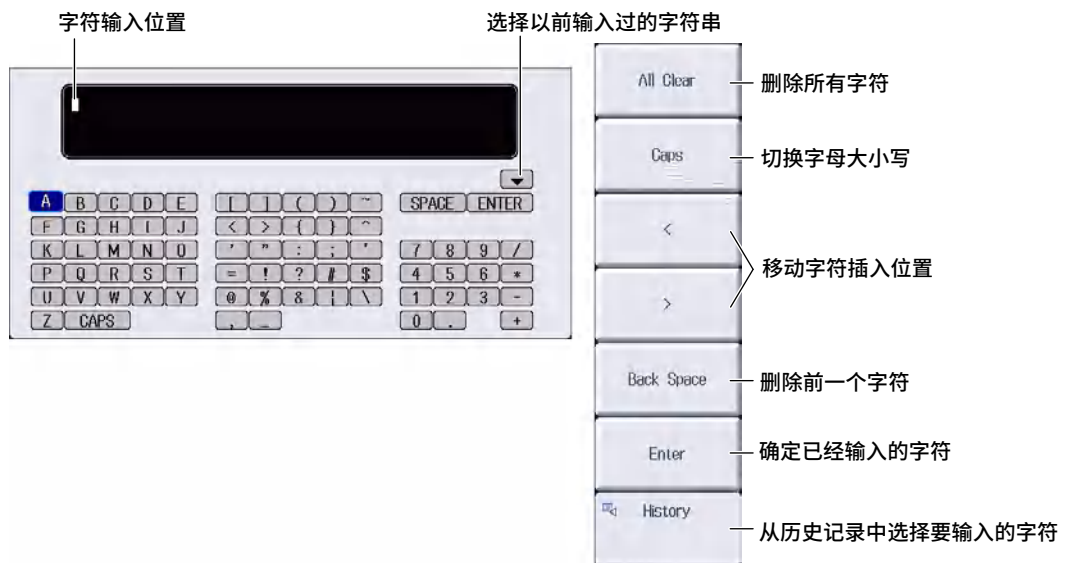 字符输入位置
选择以前输入过的字符串
A B C D E [ ] ( ) ~ SPACE ENTER
F G H I J < > { } ^
K L M N O ' " : ; ' 7 8 9 /
P Q R S T = ! ? # $ 4 5 6 *
U V W X Y @ % & ¦ \ 1 2 3 -
Z CAPS , _ 0 . +
All Clear 删除所有字符
Caps 切换字母大小写
<
移动字符插入位置
>
Back Space 删除前一个字符
Enter 确定已经输入的字符
History 从历史记录中选择要输入的字符